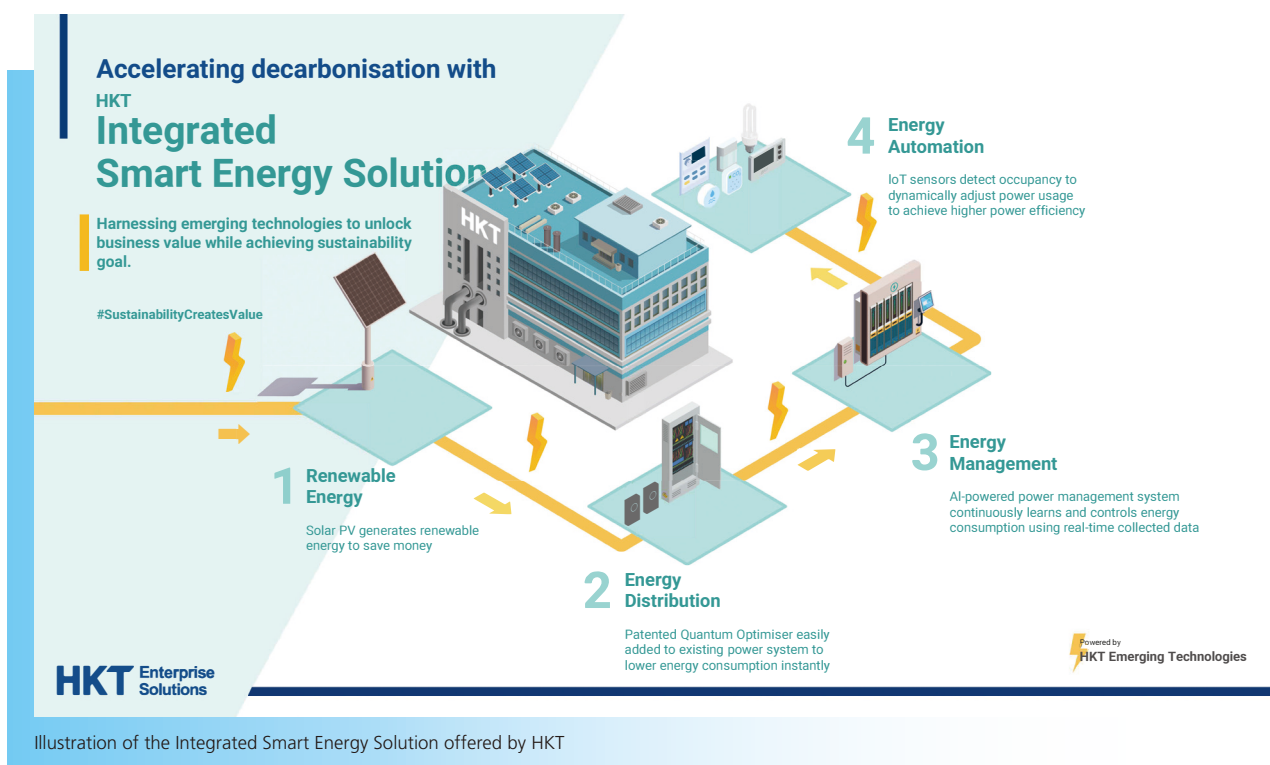 Accelerating decarbonisation with
HKT
Integrated
Smart Energy Solution
Harnessing emerging technologies to unlock
business value while achieving sustainability
goal.
#SustainabilityCreatesValue
HKT
1
Renewable
Energy
Solar PV generates renewable
energy to save money
2
Energy
Distribution
Patented Quantum Optimiser easily
added to existing power system to
lower energy consumption instantly
3
Energy
Management
AI-powered power management system
continuously learns and controls energy
consumption using real-time collected data
4
Energy
Automation
IoT sensors detect occupancy to
dynamically adjust power usage
to achieve higher power efficiency
HKT Enterprise
Solutions
Powered by
HKT Emerging Technologies
Illustration of the Integrated Smart Energy Solution offered by HKT